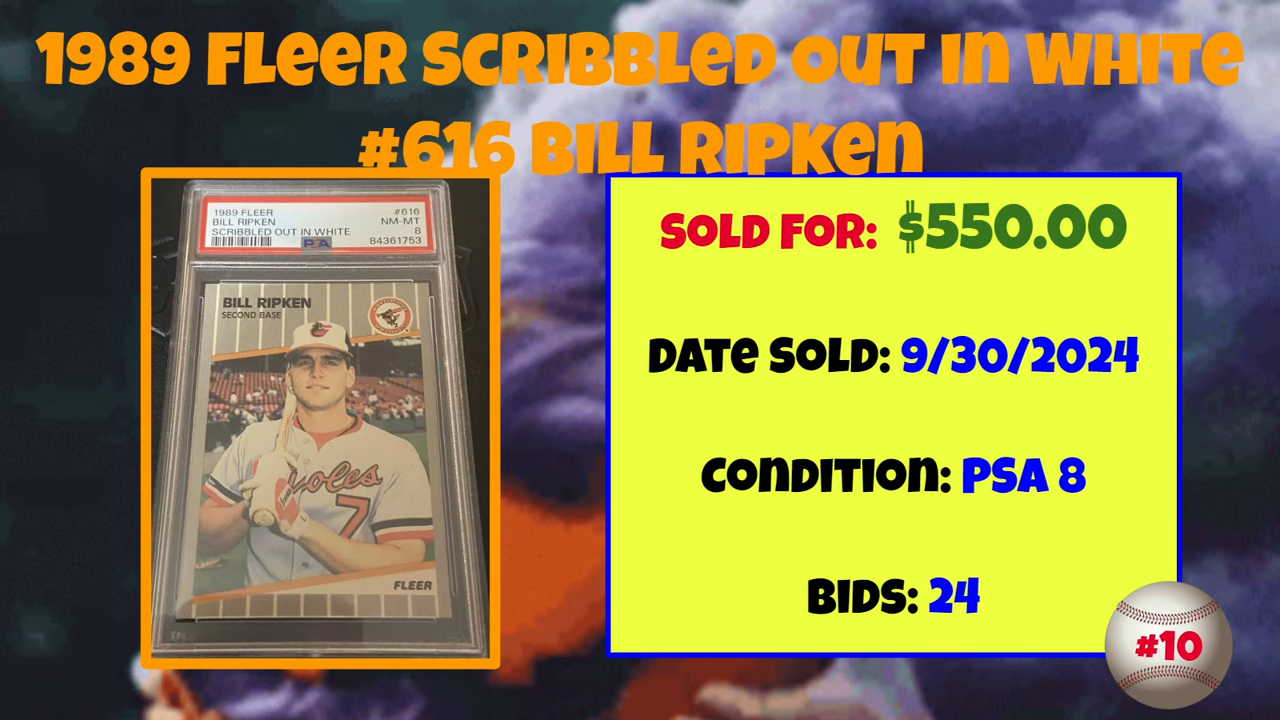 1989 FLEER SCRIBBLED OUT IN WHITE
#616 BILL RIPKEN
1989 FLEER #616
BILL RIPKEN NM-MT
SCRIBBLED OUT IN WHITE 8
PSA 84361753
BILL RIPKEN
SECOND BASE
Orioles
7
FLEER
SOLD FOR: $550.00
DATE SOLD: 9/30/2024
CONDITION: PSA 8
BIDS: 24
#10